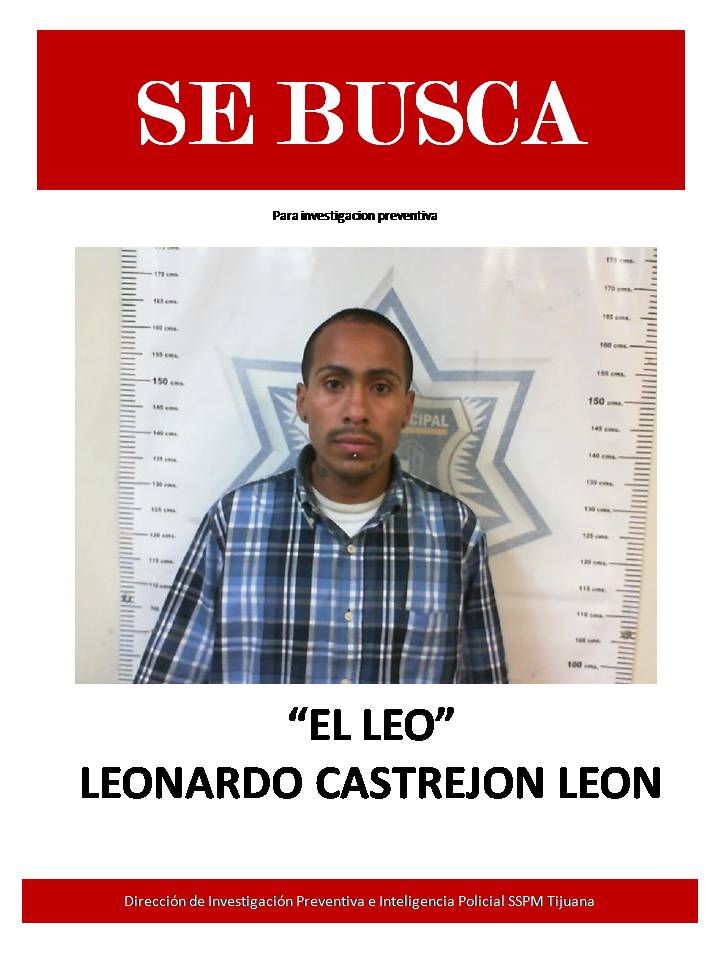 SE BUSCA
Para investigacion preventiva
175 cms.
170 cms.
165 cms.
160 cms.
155 cms.
150 cms.
145 cms.
140 cms.
135 cms.
130 cms.
125 cms.
120 cms.
115 cms.
110 cms.
175 cms.
170 cms.
165 cms.
160 cms.
155 cms.
150 cms.
145 cms.
140 cms.
135 cms.
130 cms.
125 cms.
120 cms.
115 cms.
110 cms.
100 cms.
CIPAL
“EL LEO”
LEONARDO CASTREJON LEON
Dirección de Investigación Preventiva e Inteligencia Policial SSPM Tijuana